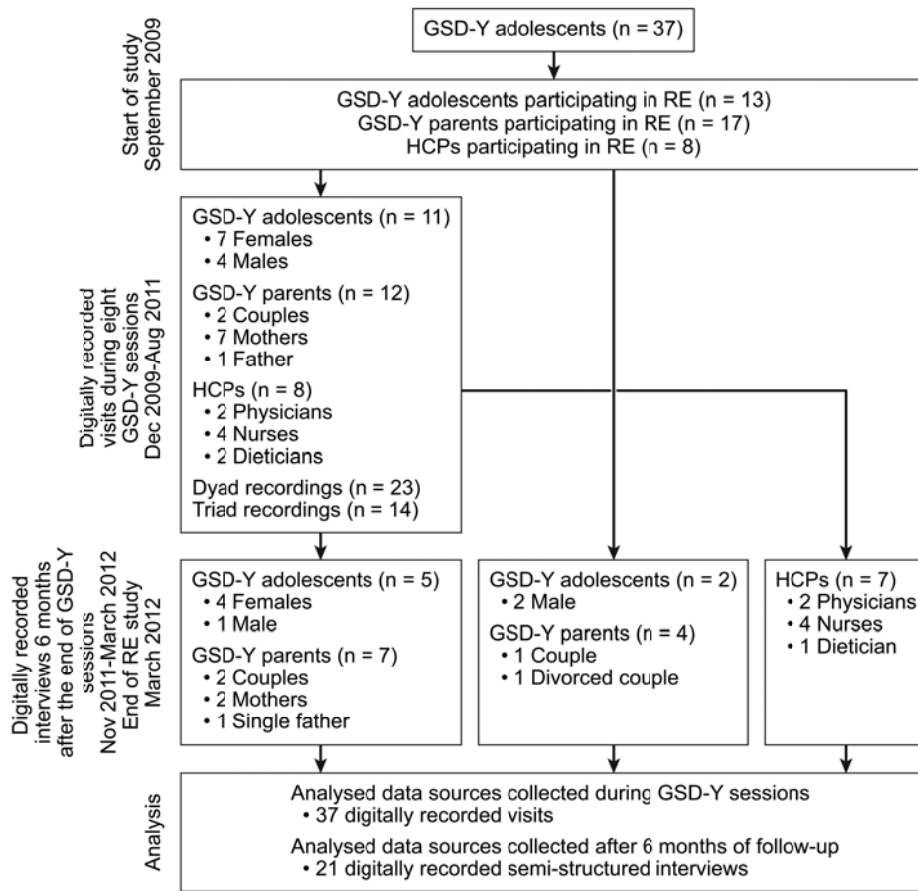 GSD-Y adolescents (n = 37)
Start of study
September 2009
GSD-Y adolescents participating in RE (n = 13)
GSD-Y parents participating in RE (n = 17)
HCPs participating in RE (n = 8)
Digitally recorded
visits during eight
GSD-Y sessions
Dec 2009-Aug 2011
GSD-Y adolescents (n = 11)
• 7 Females
• 4 Males
GSD-Y parents (n = 12)
• 2 Couples
• 7 Mothers
• 1 Father
HCPs (n = 8)
• 2 Physicians
• 4 Nurses
• 2 Dieticians
Dyad recordings (n = 23)
Triad recordings (n = 14)
Digitally recorded
interviews 6 months
after the end of GSD-Y
sessions
Nov 2011-March 2012
End of RE study
March 2012
GSD-Y adolescents (n = 5)
• 4 Females
• 1 Male
GSD-Y parents (n = 7)
• 2 Couples
• 2 Mothers
• 1 Single father
GSD-Y adolescents (n = 2)
• 2 Male
GSD-Y parents (n = 4)
• 1 Couple
• 1 Divorced couple
HCPs (n = 7)
• 2 Physicians
• 4 Nurses
• 1 Dietician
Analysis
Analysed data sources collected during GSD-Y sessions
• 37 digitally recorded visits
Analysed data sources collected after 6 months of follow-up
• 21 digitally recorded semi-structured interviews